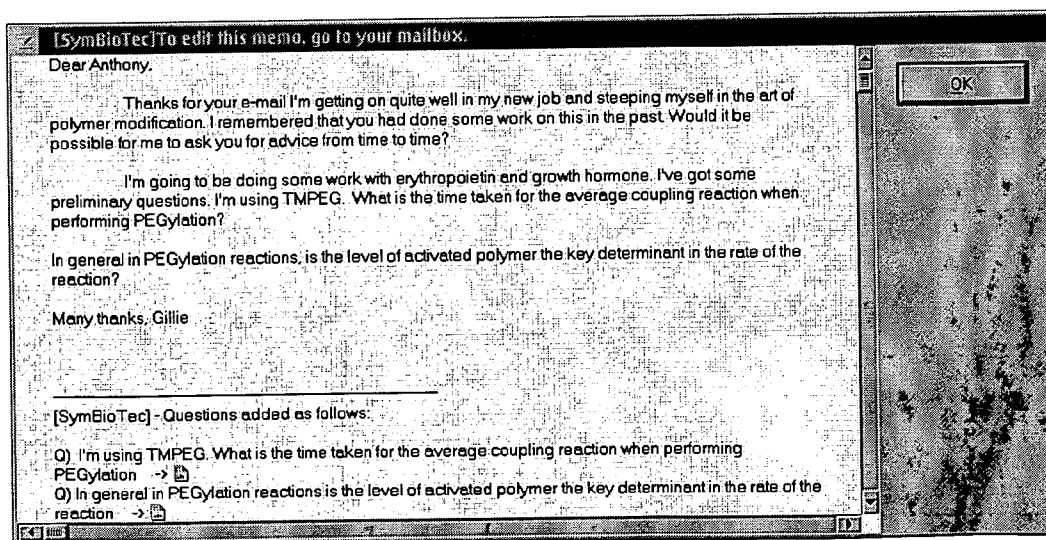 [SymBioTec]To edit this memo, go to your mailbox.
Dear Anthony.
Thanks for your e-mail I'm getting on quite well in my new job and steeping myself in the art of
polymer modification. I remembered that you had done some work on this in the past. Would it be
possible for me to ask you for advice from time to time?
I'm going to be doing some work with erythropoietin and growth hormone. I've got some
preliminary questions. I'm using TMPEG. What is the time taken for the average coupling reaction when
performing PEGylation?
In general in PEGylation reactions, is the level of activated polymer the key determinant in the rate of the
reaction?
Many thanks, Gillie
[SymBioTec] - Questions added as follows:
Q) I'm using TMPEG. What is the time taken for the average coupling reaction when performing
PEGylation ->
Q) In general in PEGylation reactions is the level of activated polymer the key determinant in the rate of the
reaction ->
OK